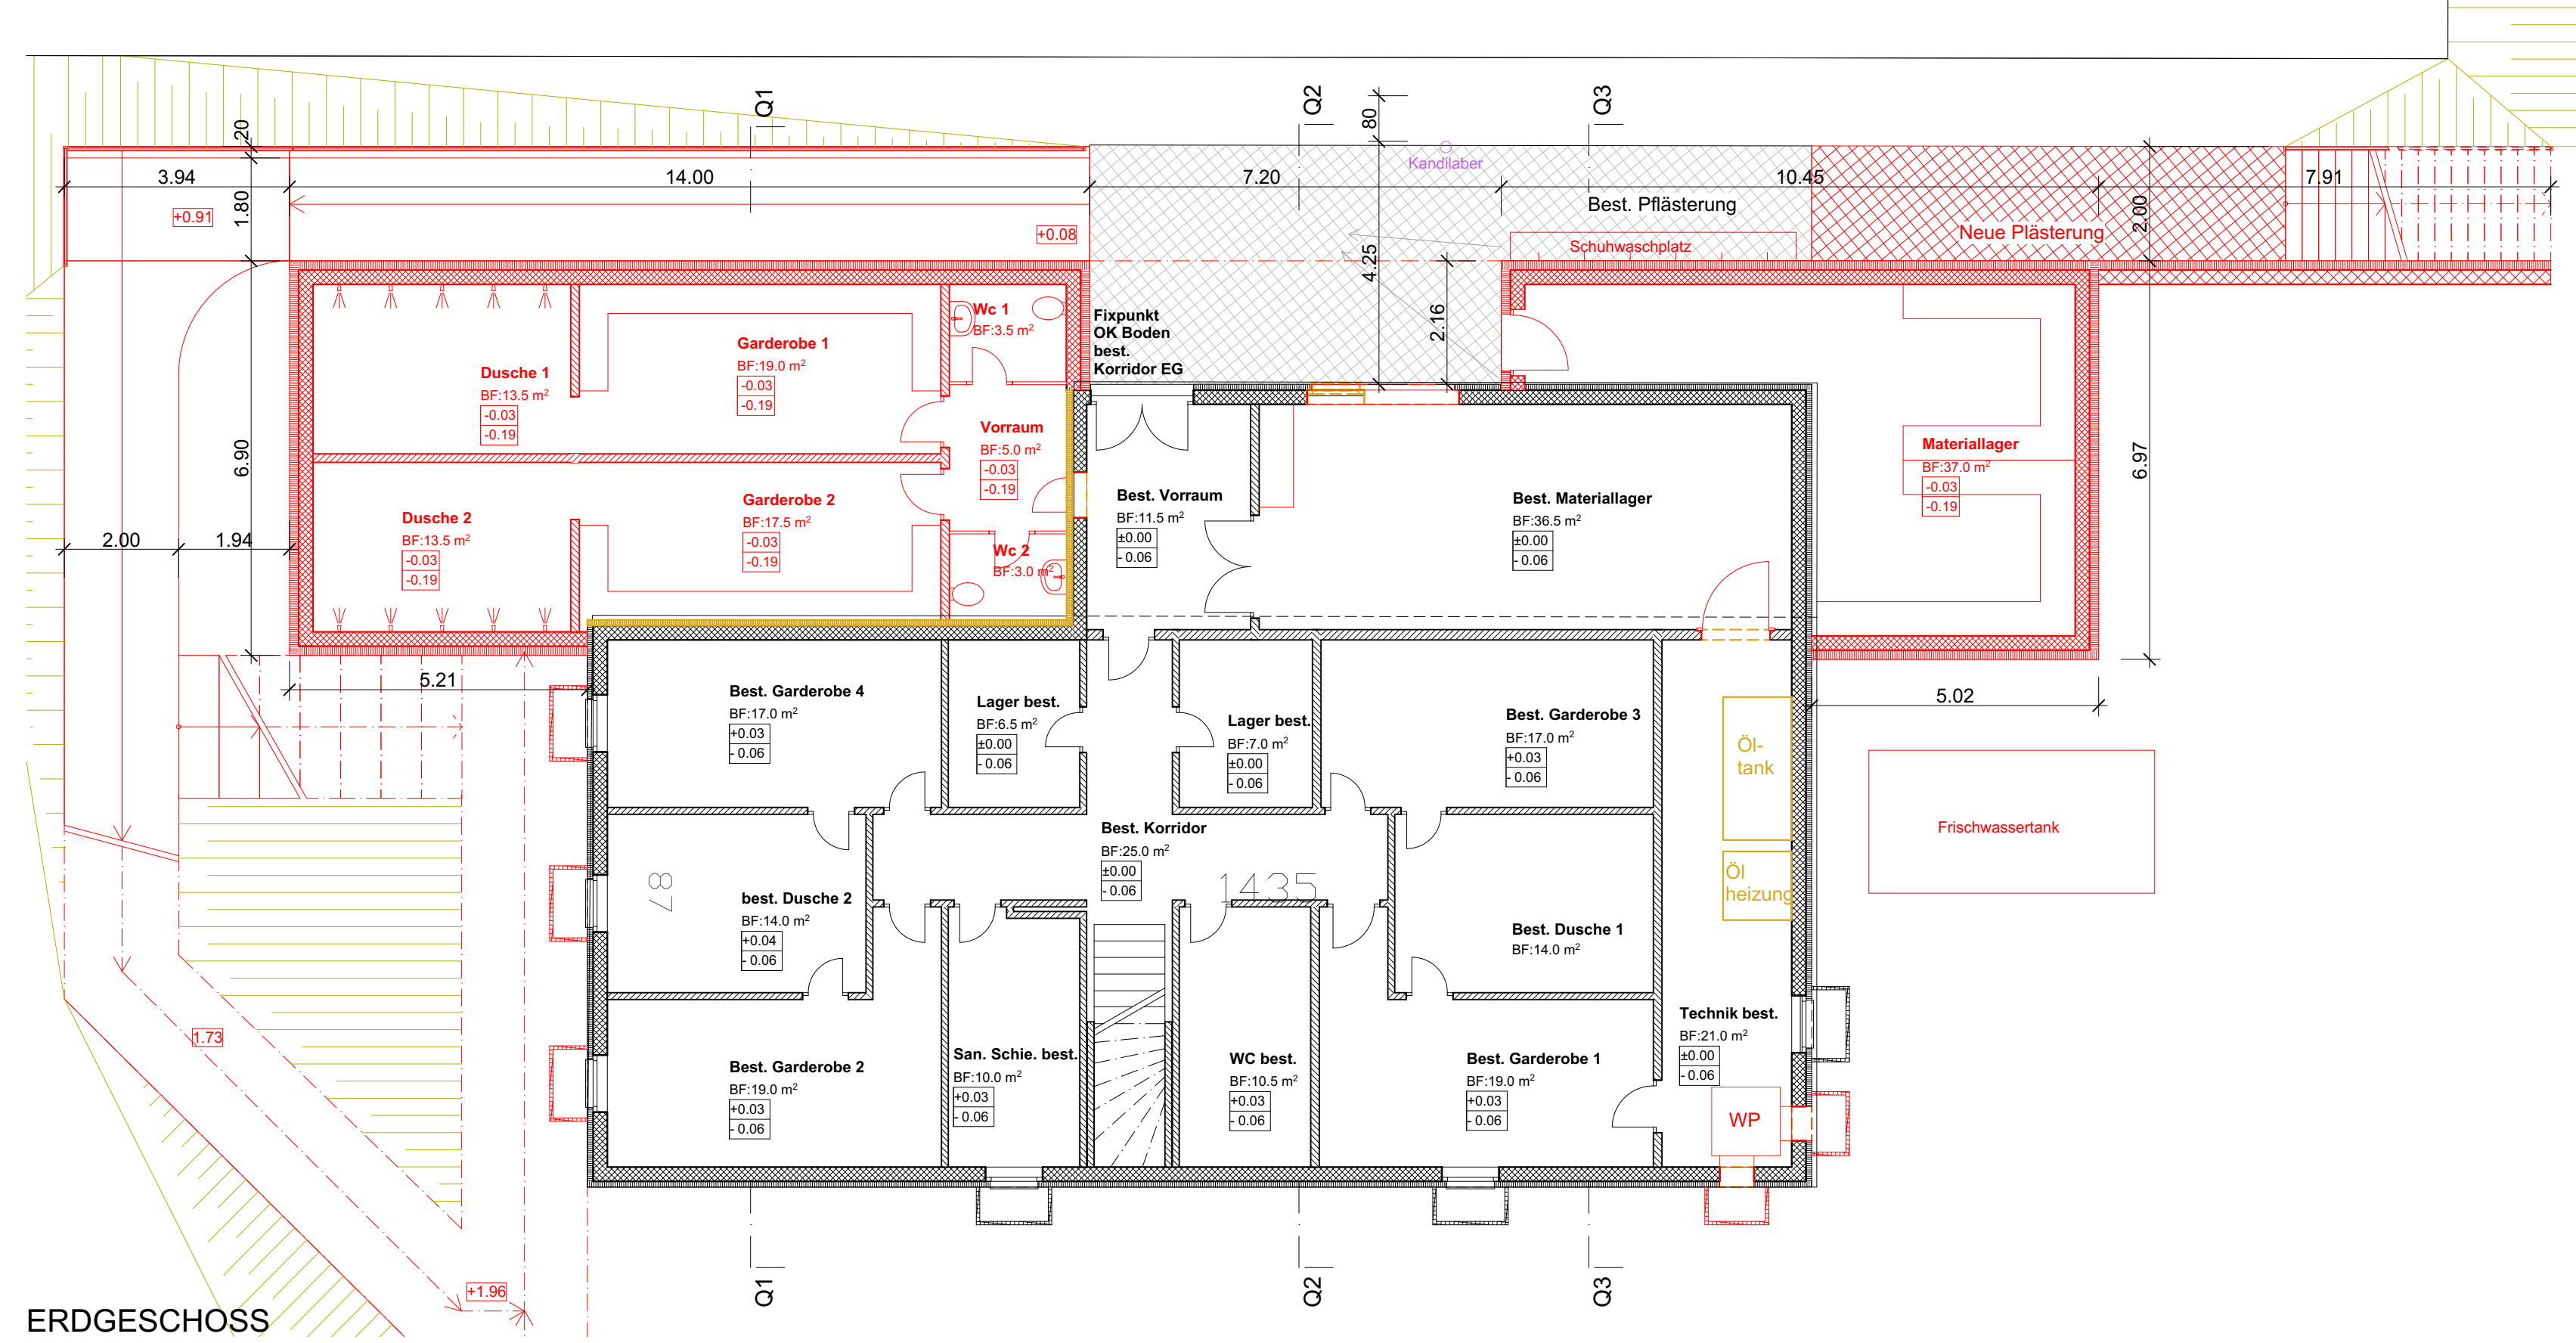 Q1
Q2
Q3
80
20
3.94
14.00
7.20
10.45
7.91
Kandilaber
1.80
+0.91
+0.08
Best. Pflästerung
Neue Plästerung
2.00
Schuhwaschplatz
4.25
2.16
Fixpunkt
OK Boden
best.
Korridor EG
Wc 1
BF:3.5 m²
Garderobe 1
BF:19.0 m²
-0.03
-0.19
Dusche 1
BF:13.5 m²
-0.03
-0.19
Vorraum
BF:5.0 m²
-0.03
-0.19
6.90
Materiallager
BF:37.0 m²
-0.03
-0.19
6.97
Dusche 2
BF:13.5 m²
-0.03
-0.19
Garderobe 2
BF:17.5 m²
-0.03
-0.19
Wc 2
BF:3.0 m²
Best. Vorraum
BF:11.5 m²
±0.00
- 0.06
Best. Materiallager
BF:36.5 m²
±0.00
- 0.06
2.00
1.94
5.21
5.02
Best. Garderobe 4
BF:17.0 m²
+0.03
- 0.06
Lager best.
BF:6.5 m²
±0.00
- 0.06
Lager best.
BF:7.0 m²
±0.00
- 0.06
Best. Garderobe 3
BF:17.0 m²
+0.03
- 0.06
Öl-
tank
Öl
heizung
Frischwassertank
Best. Korridor
BF:25.0 m²
±0.00
- 0.06
1435
87
best. Dusche 2
BF:14.0 m²
+0.04
- 0.06
Best. Dusche 1
BF:14.0 m²
1.73
Best. Garderobe 2
BF:19.0 m²
+0.03
- 0.06
San. Schie. best.
BF:10.0 m²
+0.03
- 0.06
WC best.
BF:10.5 m²
+0.03
- 0.06
Best. Garderobe 1
BF:19.0 m²
+0.03
- 0.06
Technik best.
BF:21.0 m²
±0.00
- 0.06
WP
+1.96
Q1
Q2
Q3
ERDGESCHOSS